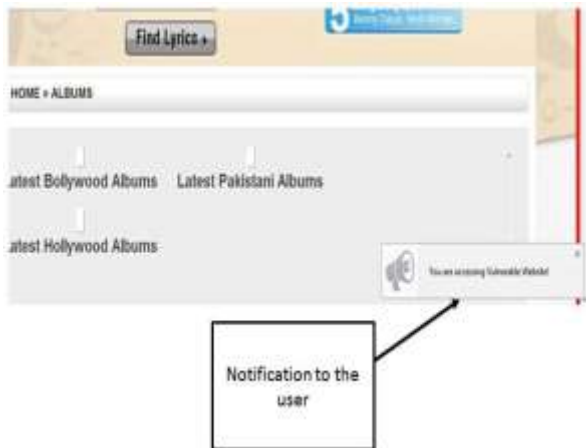 Find Lyrics
5
HOME » ALBUMS
atest Bollywood Albums Latest Pakistani Albums
atest Hollywood Albums
You are accessing Vulnerable Website!
Notification to the
user